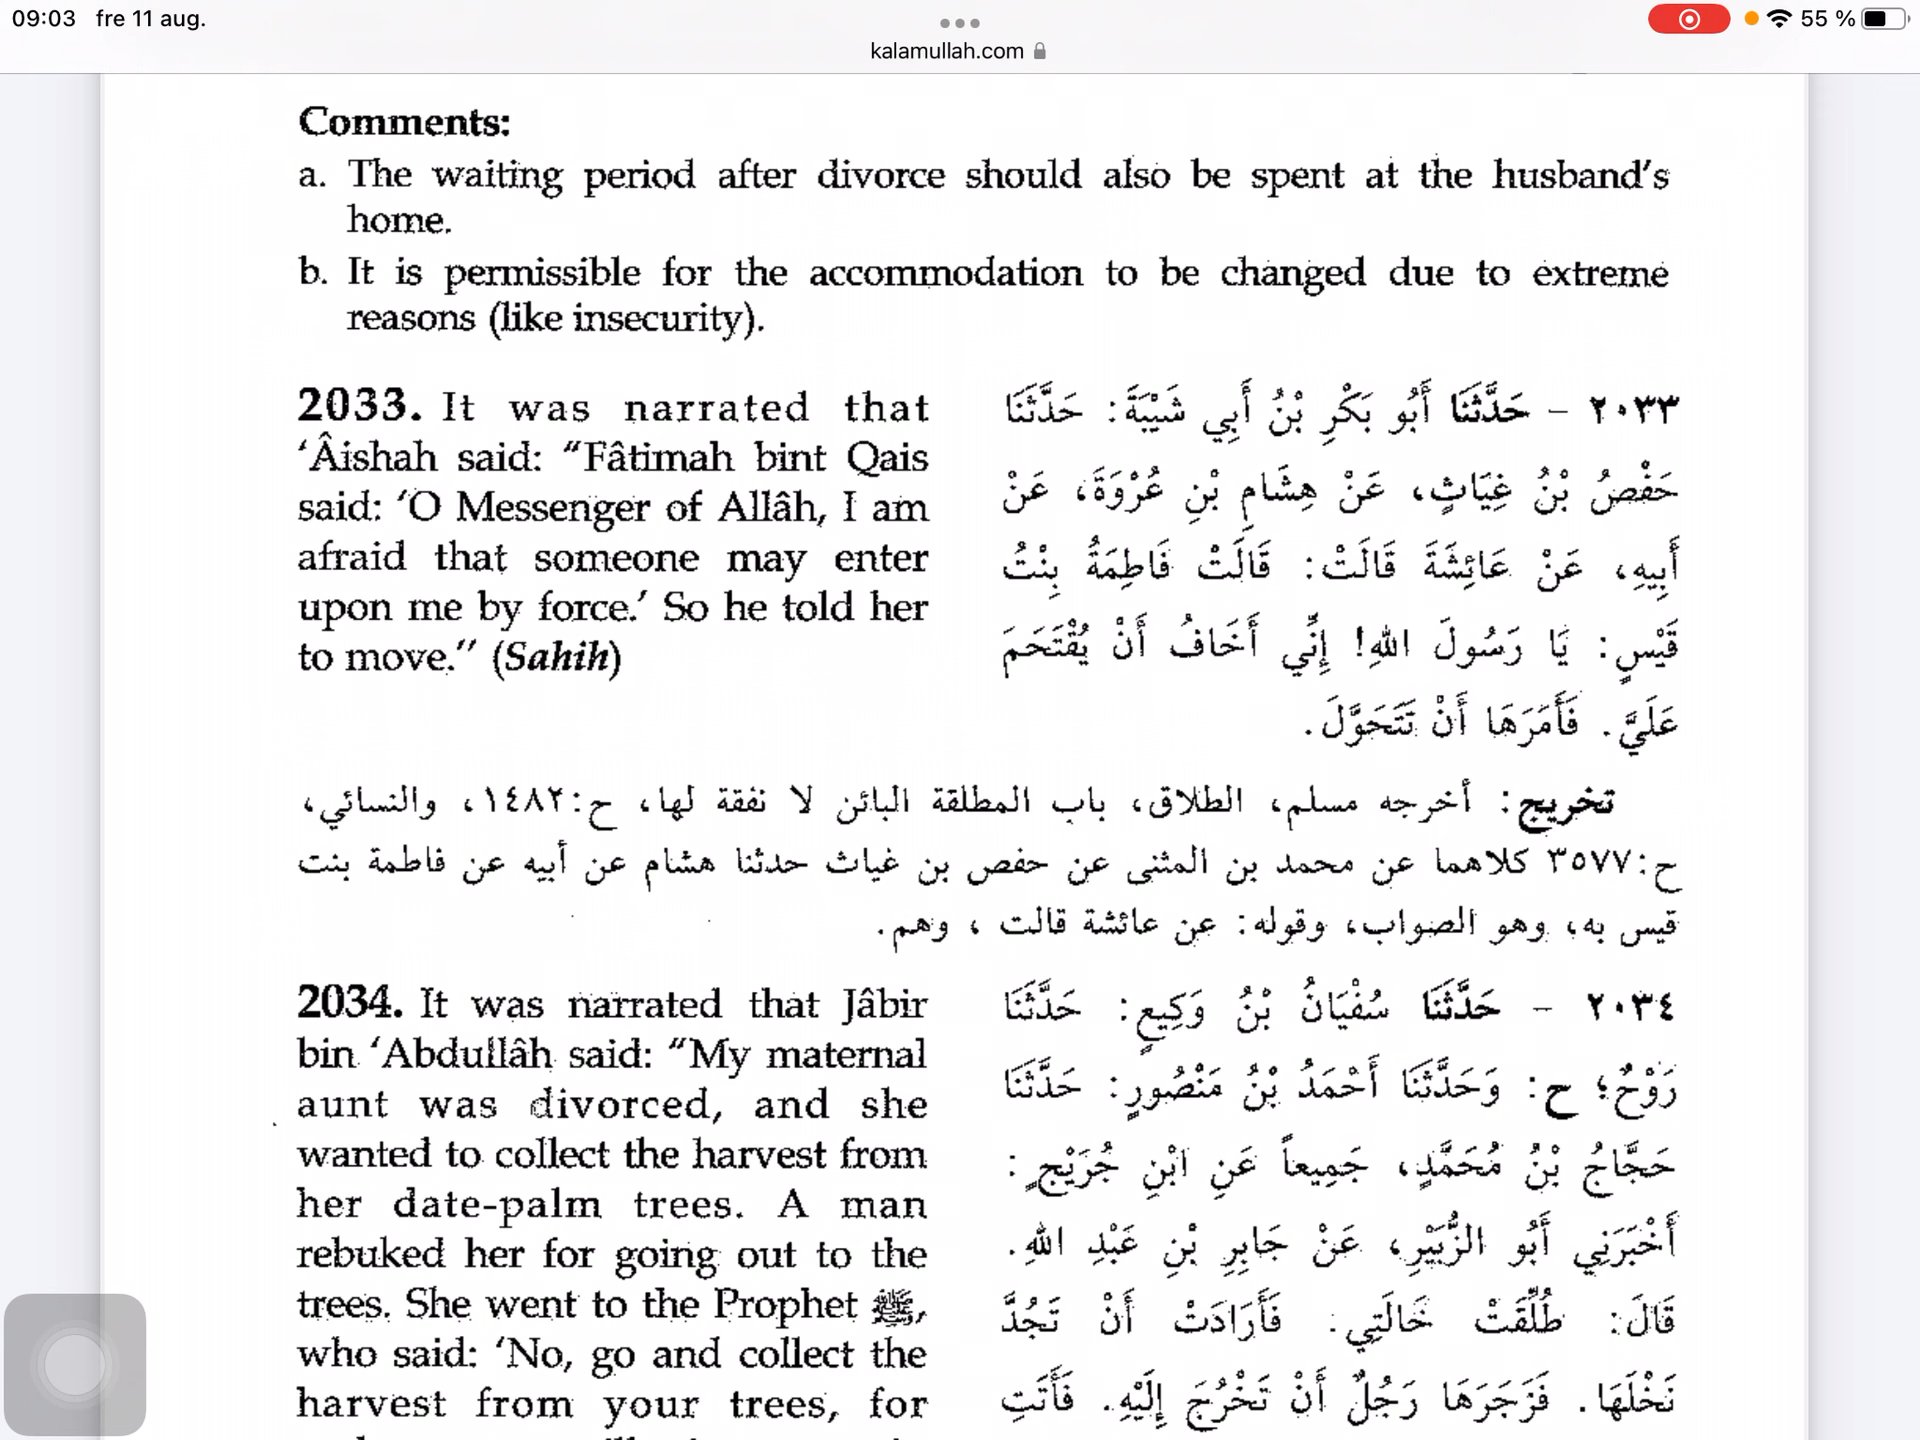 09:03 fre 11 aug.
55 %
kalamullah.com
Comments:
a. The waiting period after divorce should also be spent at the husband's
home.
b. It is permissible for the accommodation to be changed due to extreme
reasons (like insecurity).
2033. It was narrated that
'Âishah said: "Fâtimah bint Qais
said: 'O Messenger of Allâh, I am
afraid that someone may enter
upon me by force.' So he told her
to move." (Sahih)
٢٠٣٣ - حَدَّثَنَا أَبُو بَكْرِ بْنُ أَبِي شَيْبَةَ: حَدَّثَنَا
حَفْصُ بْنُ غِيَاثٍ، عَنْ هِشَامِ بْنِ عُرْوَةَ، عَنْ
أَبِيهِ، عَنْ عَائِشَةَ قَالَتْ: قَالَتْ فَاطِمَةُ بِنْتُ
قَيْسٍ: يَا رَسُولَ اللهِ! إِنِّي أَخَافُ أَنْ يُقْتَحَمَ
عَلَيَّ. فَأَمَرَهَا أَنْ تَتَحَوَّلَ.
تخريج: أخرجه مسلم، الطلاق، باب المطلقة البائن لا نفقة لها، ح:١٤٨٢، والنسائي،
ح:٣٥٧٧ كلاهما عن محمد بن المثنى عن حفص بن غياث حدثنا هشام عن أبيه عن فاطمة بنت
قيس به، وهو الصواب، وقوله: عن عائشة قالت ، وهم.
2034. It was narrated that Jâbir
bin 'Abdullâh said: "My maternal
aunt was divorced, and she
wanted to collect the harvest from
her date-palm trees. A man
rebuked her for going out to the
trees. She went to the Prophet ﷺ,
who said: 'No, go and collect the
harvest from your trees, for
٢٠٣٤ - حَدَّثَنَا سُفْيَانُ بْنُ وَكِيعٍ: حَدَّثَنَا
رَوْحٌ؛ ح: وَحَدَّثَنَا أَحْمَدُ بْنُ مَنْصُورٍ: حَدَّثَنَا
حَجَّاجُ بْنُ مُحَمَّدٍ، جَمِيعاً عَنِ ابْنِ جُرَيْجٍ:
أَخْبَرَنِي أَبُو الزُّبَيْرِ، عَنْ جَابِرِ بْنِ عَبْدِ اللهِ.
قَالَ: طُلِّقَتْ خَالَتِي. فَأَرَادَتْ أَنْ تَجُدَّ
نَخْلَهَا. فَزَجَرَهَا رَجُلٌ أَنْ تَخْرُجَ إِلَيْهِ. فَأَتَتِ